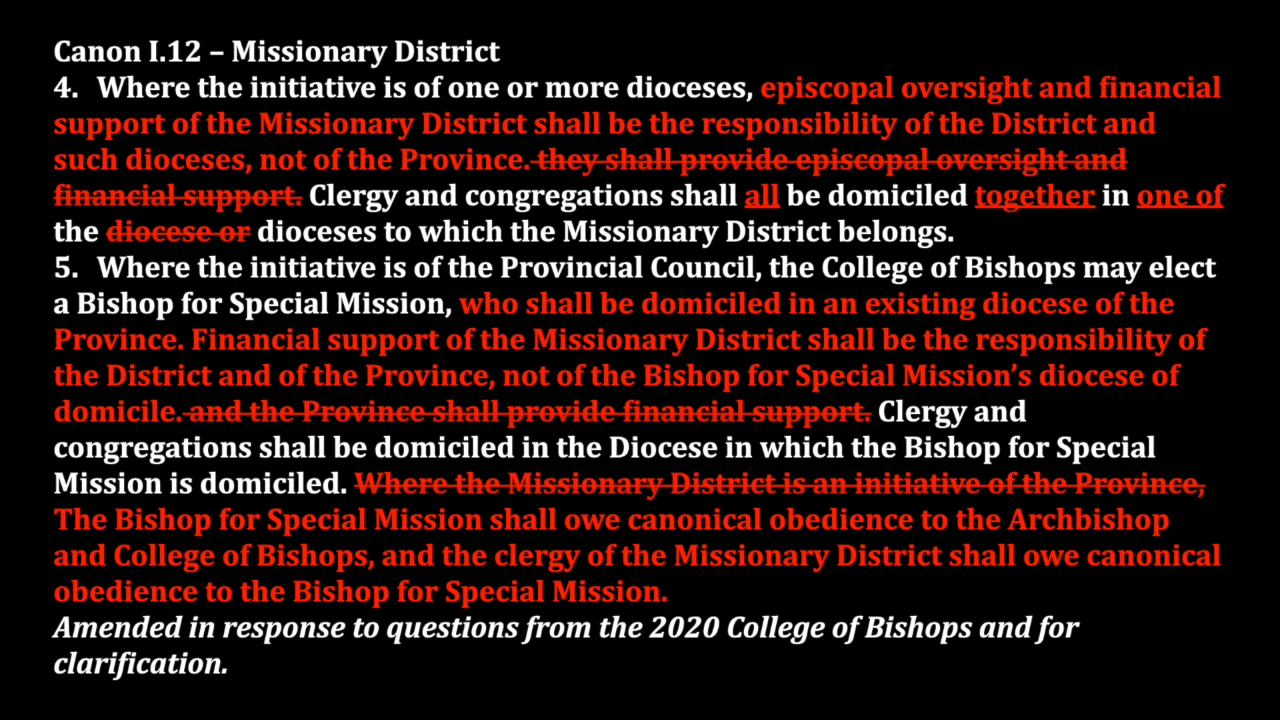 Canon I.12 – Missionary District
4. Where the initiative is of one or more dioceses, episcopal oversight and financial
support of the Missionary District shall be the responsibility of the District and
such dioceses, not of the Province. they shall provide episcopal oversight and
financial support. Clergy and congregations shall all be domiciled together in one of
the diocese or dioceses to which the Missionary District belongs.
5. Where the initiative is of the Provincial Council, the College of Bishops may elect
a Bishop for Special Mission, who shall be domiciled in an existing diocese of the
Province. Financial support of the Missionary District shall be the responsibility of
the District and of the Province, not of the Bishop for Special Mission’s diocese of
domicile. and the Province shall provide financial support. Clergy and
congregations shall be domiciled in the Diocese in which the Bishop for Special
Mission is domiciled. Where the Missionary District is an initiative of the Province,
The Bishop for Special Mission shall owe canonical obedience to the Archbishop
and College of Bishops, and the clergy of the Missionary District shall owe canonical
obedience to the Bishop for Special Mission.
Amended in response to questions from the 2020 College of Bishops and for
clarification.